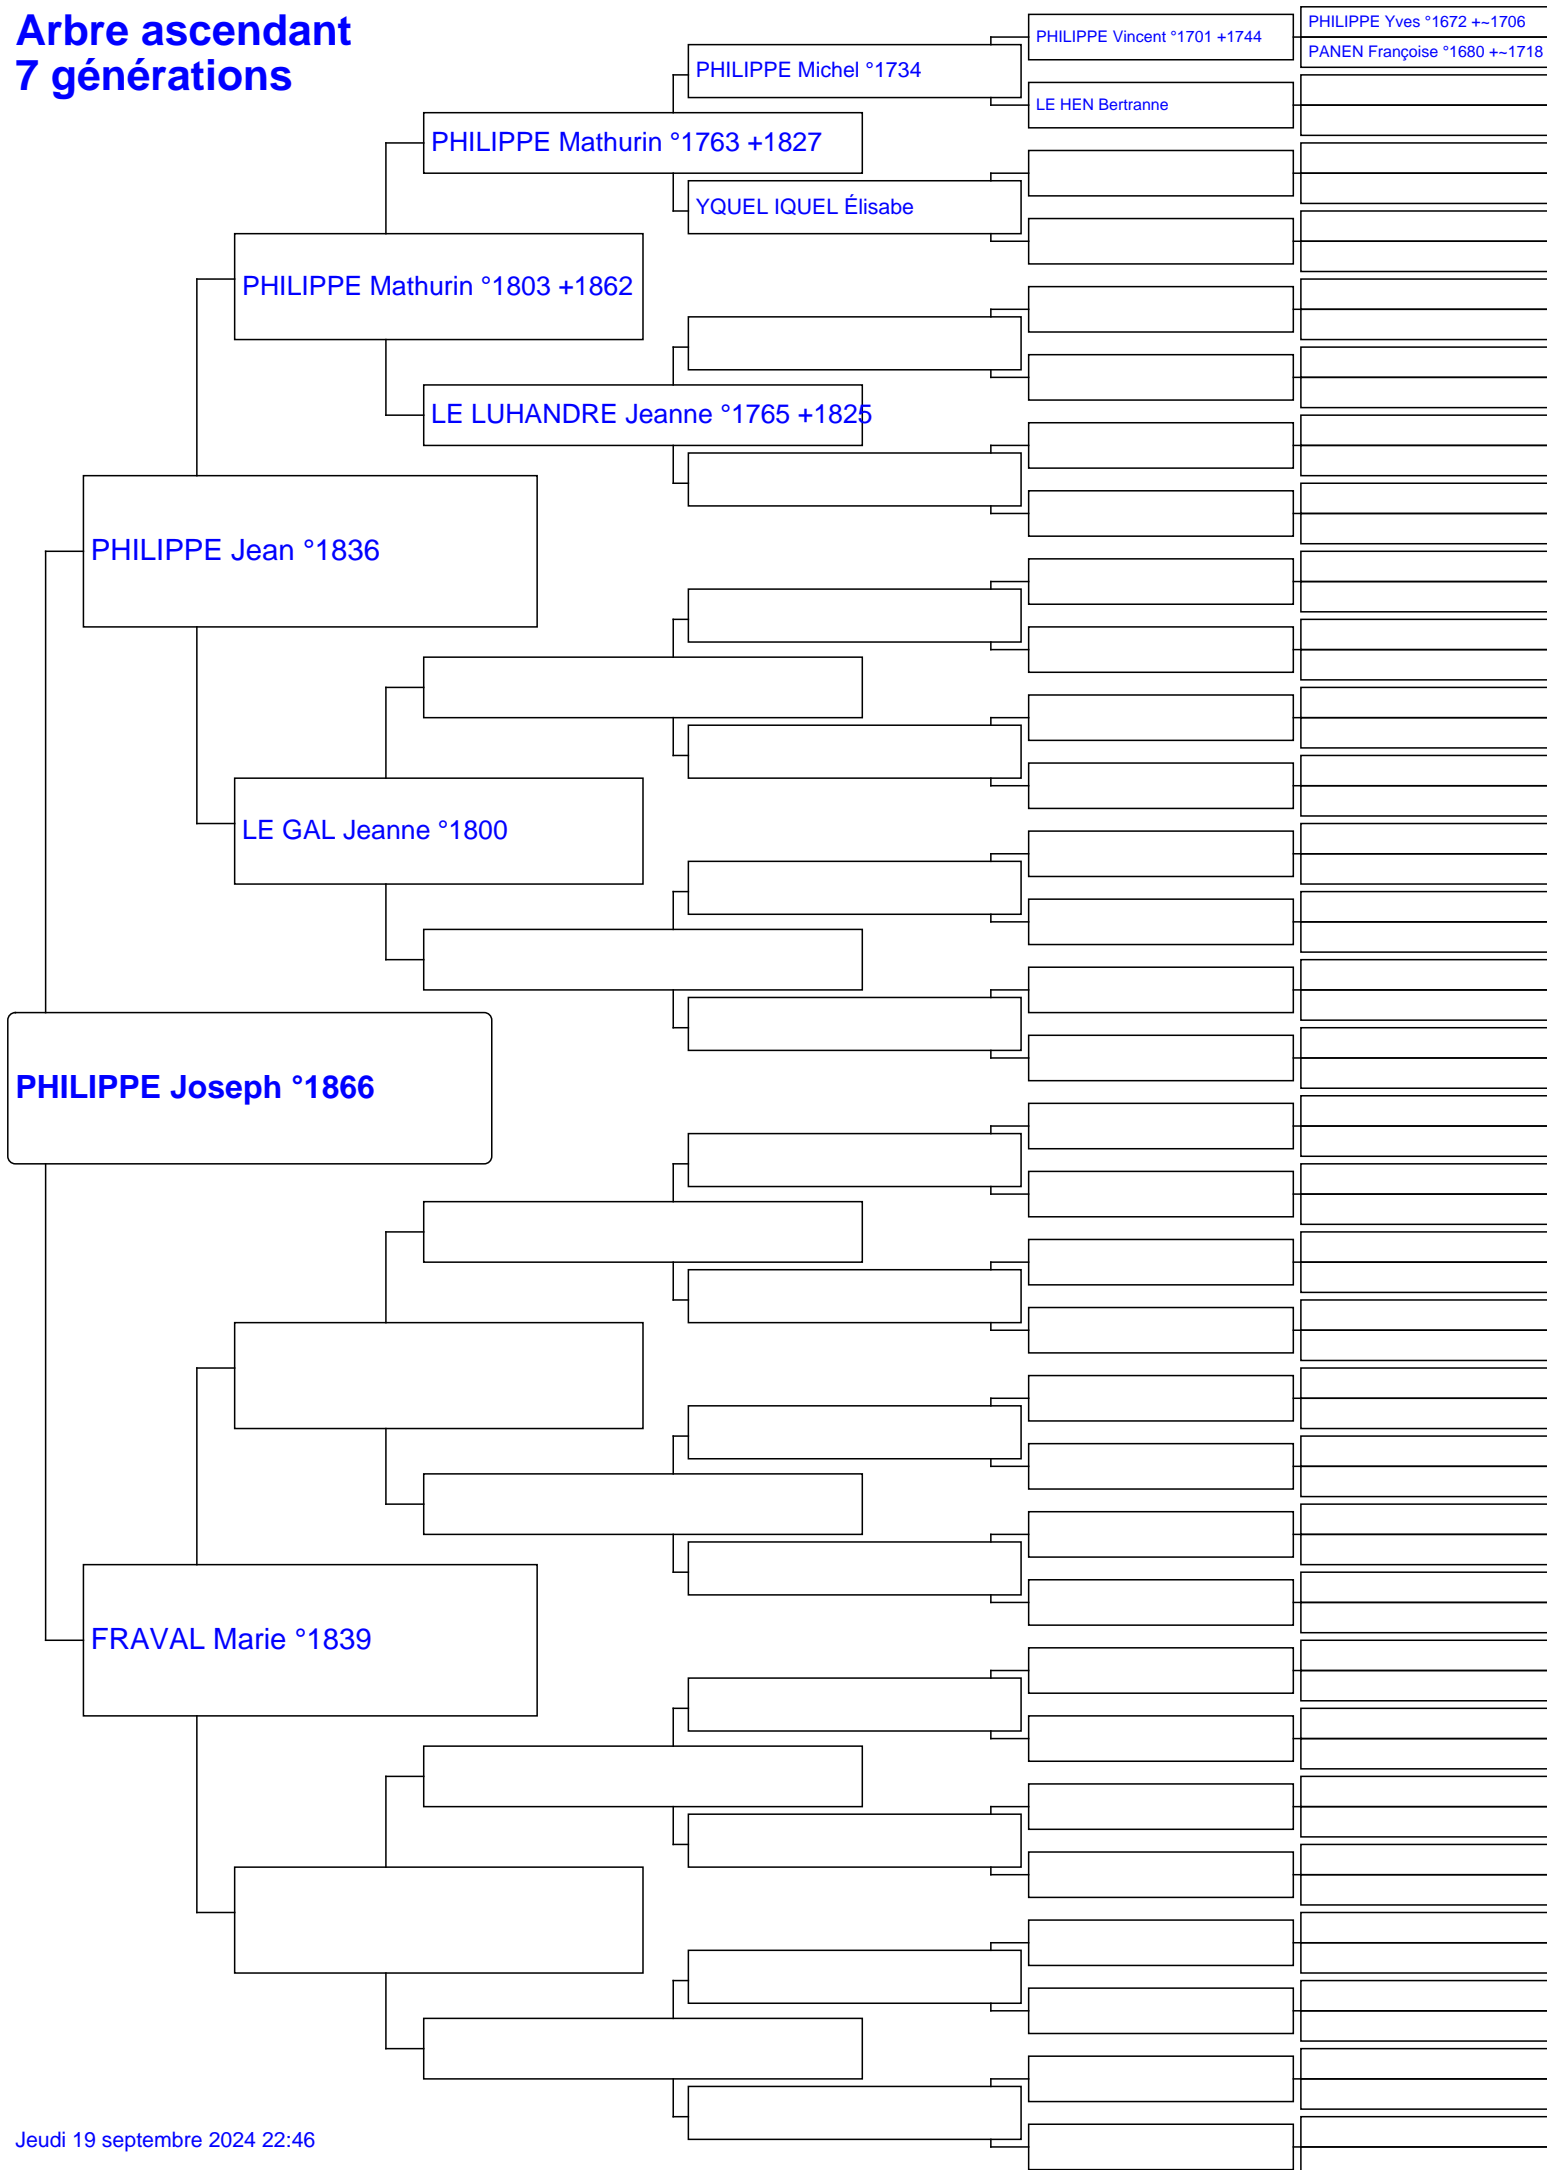 Arbre ascendant
7 générations
PHILIPPE Yves °1672 +~1706
PHILIPPE Vincent °1701 +1744
PANEN Françoise °1680 +~1718
PHILIPPE Michel °1734
LE HEN Bertranne
PHILIPPE Mathurin °1763 +1827
YQUEL IQUEL Élisabe
PHILIPPE Mathurin °1803 +1862
LE LUHANDRE Jeanne °1765 +1825
PHILIPPE Jean °1836
LE GAL Jeanne °1800
PHILIPPE Joseph °1866
FRAVAL Marie °1839
Jeudi 19 septembre 2024 22:46